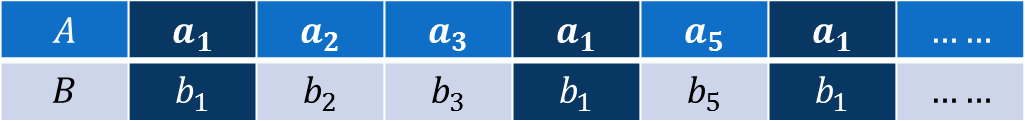 A a₁ a₂ a₃ a₁ a₅ a₁ ... ...
B b₁ b₂ b₃ b₁ b₅ b₁ ... ...